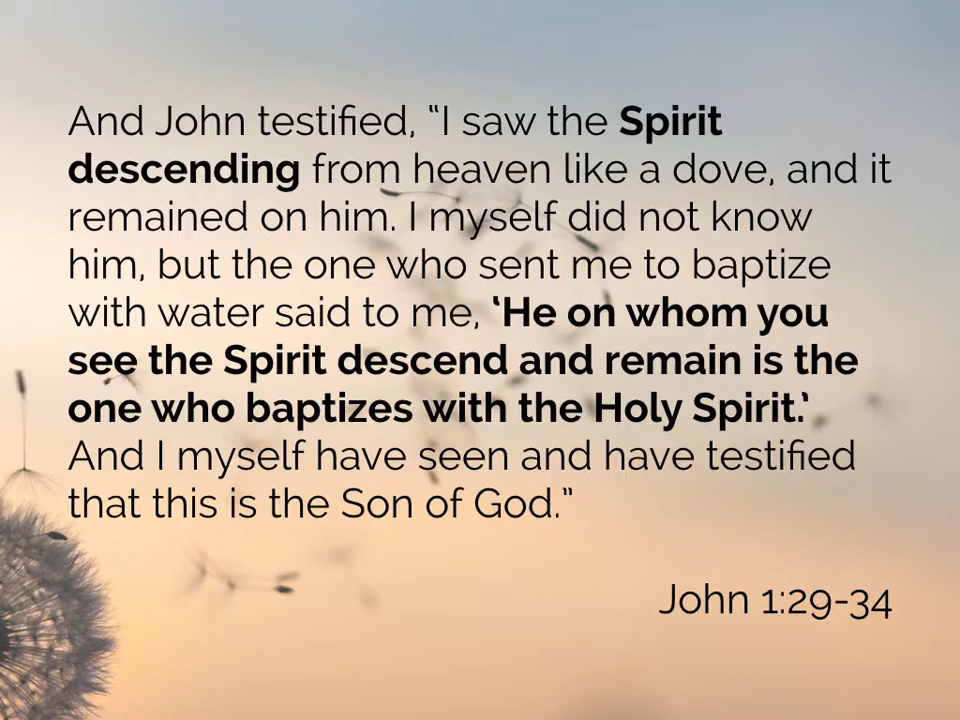 And John testified, “I saw the Spirit
descending from heaven like a dove, and it
remained on him. I myself did not know
him, but the one who sent me to baptize
with water said to me, ‘He on whom you
see the Spirit descend and remain is the
one who baptizes with the Holy Spirit.’
And I myself have seen and have testified
that this is the Son of God.”
John 1:29-34